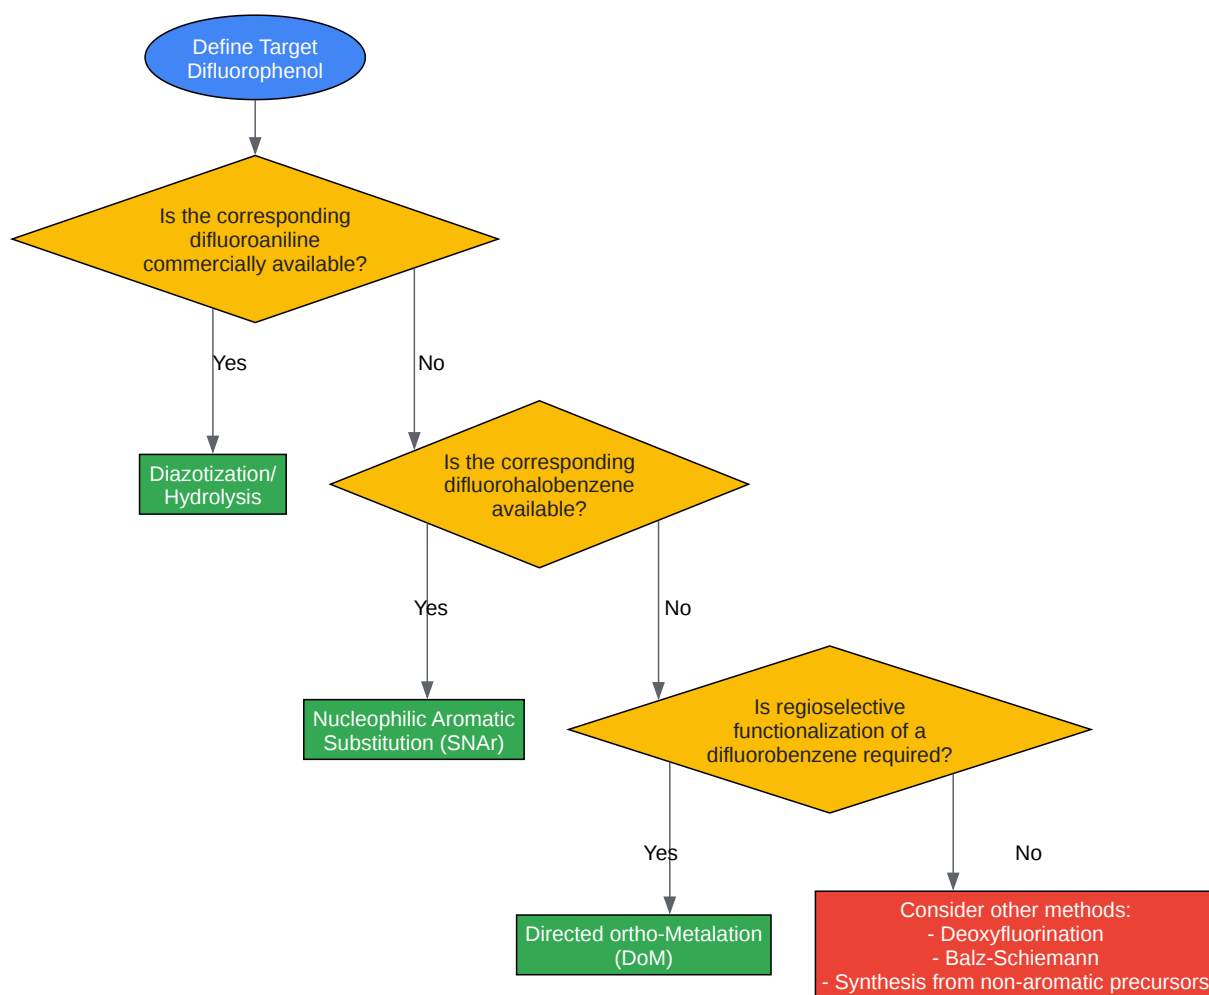 Define Target
Difluorophenol
Is the corresponding
difluoroaniline
commercially available?
Yes
No
Diazotization/
Hydrolysis
Is the corresponding
difluorohalobenzene
available?
Yes
No
Nucleophilic Aromatic
Substitution (SNAr)
Is regioselective
functionalization of a
difluorobenzene required?
Yes
No
Directed ortho-Metalation
(DoM)
Consider other methods:
- Deoxyfluorination
- Balz-Schiemann
- Synthesis from non-aromatic precursors